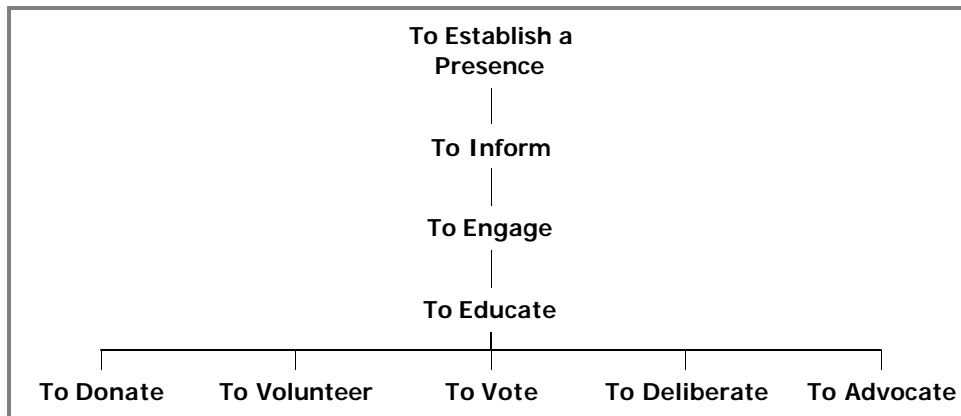 To Establish a
Presence
To Inform
To Engage
To Educate
To Donate To Volunteer To Vote To Deliberate To Advocate